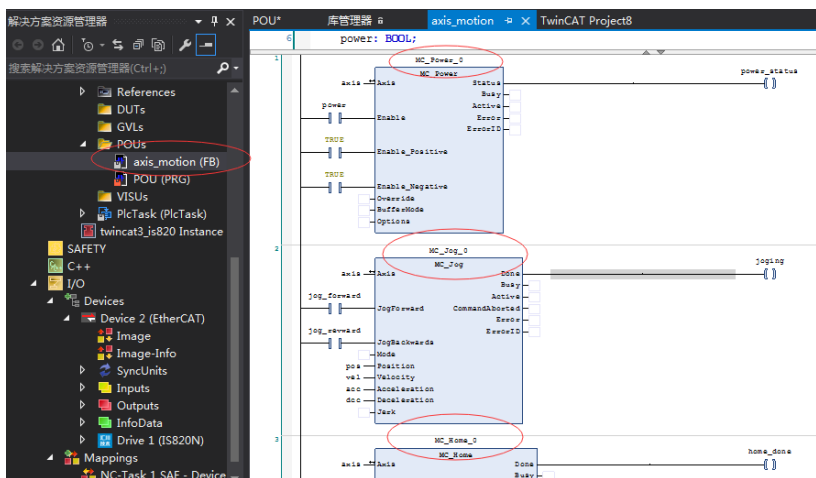 解决方案资源管理器
搜索解决方案资源管理器(Ctrl+;)
References
DUTs
GVLs
POUs
axis_motion (FB)
POU (PRG)
VISUs
PlcTask (PlcTask)
twincat3_is820 Instance
SAFETY
C++
I/O
Devices
Device 2 (EtherCAT)
Image
Image-Info
SyncUnits
Inputs
Outputs
InfoData
Drive 1 (IS820N)
Mappings
NC-Task 1 SAF - Device
POU*
库管理器
axis_motion
TwinCAT Project8
6
power: BOOL;
1
MC_Power_0
MC_Power
power_status
axis
Axis
Status
Busy
power
Active
Enable
Error
ErrorID
TRUE
Enable_Positive
TRUE
Enable_Negative
Override
BufferMode
Options
2
MC_Jog_0
MC_Jog
joging
axis
Axis
Done
Busy
jog_forward
Active
JogForward
CommandAborted
Error
jog_revward
ErrorID
JogBackwards
Mode
pos
Position
vel
Velocity
acc
Acceleration
dcc
Deceleration
Jerk
3
MC_Home_0
MC_Home
home_done
axis
Axis
Done
Busy